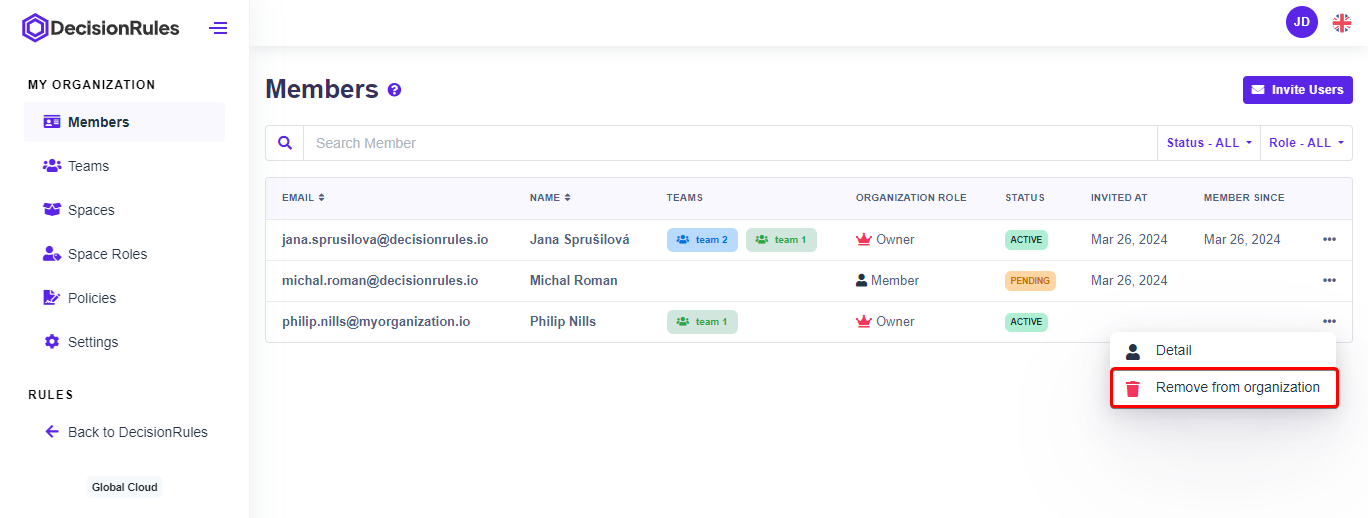 DecisionRules
JD
MY ORGANIZATION
Members
Teams
Spaces
Space Roles
Policies
Settings
RULES
Back to DecisionRules
Global Cloud
Members ?
Invite Users
Search Member
Status - ALL
Role - ALL
EMAIL NAME TEAMS ORGANIZATION ROLE STATUS INVITED AT MEMBER SINCE
jana.sprusilova@decisionrules.io Jana Sprušilová team 2 team 1 Owner ACTIVE Mar 26, 2024 Mar 26, 2024 •••
michal.roman@decisionrules.io Michal Roman Member PENDING Mar 26, 2024 •••
philip.nills@myorganization.io Philip Nills team 1 Owner ACTIVE •••
Detail
Remove from organization